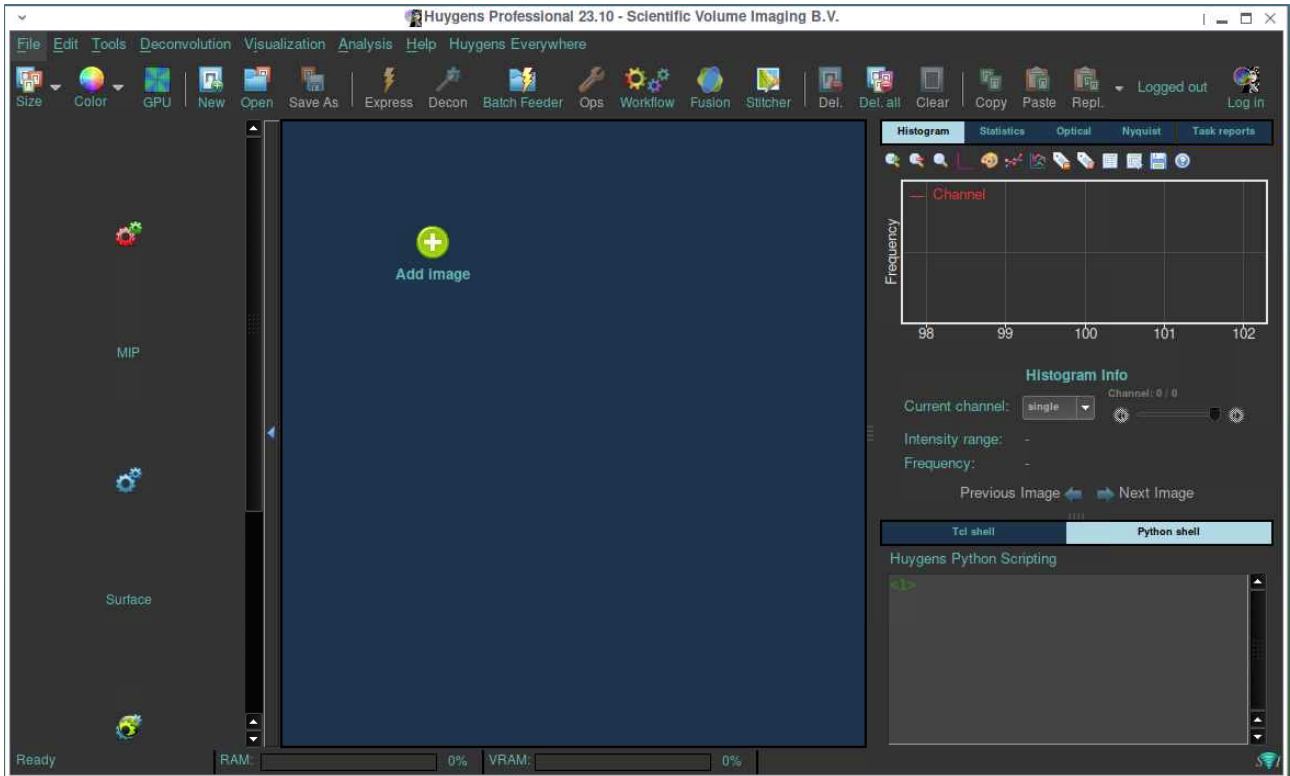 Huygens Professional 23.10 - Scientific Volume Imaging B.V.
File Edit Tools Deconvolution Visualization Analysis Help Huygens Everywhere
Size Color GPU New Open Save As Express Decon Batch Feeder Ops Workflow Fusion Stitcher Del. Del. all Clear Copy Paste Repl. Logged out Log in
Histogram Statistics Optical Nyquist Task reports
Channel
Frequency
98 99 100 101 102
Add image
MIP
Surface
Histogram Info
Channel: 0 / 0
Current channel: single
Intensity range: -
Frequency: -
Previous Image Next Image
Tcl shell Python shell
Huygens Python Scripting
<1>
Ready RAM: 0% VRAM: 0% SVI